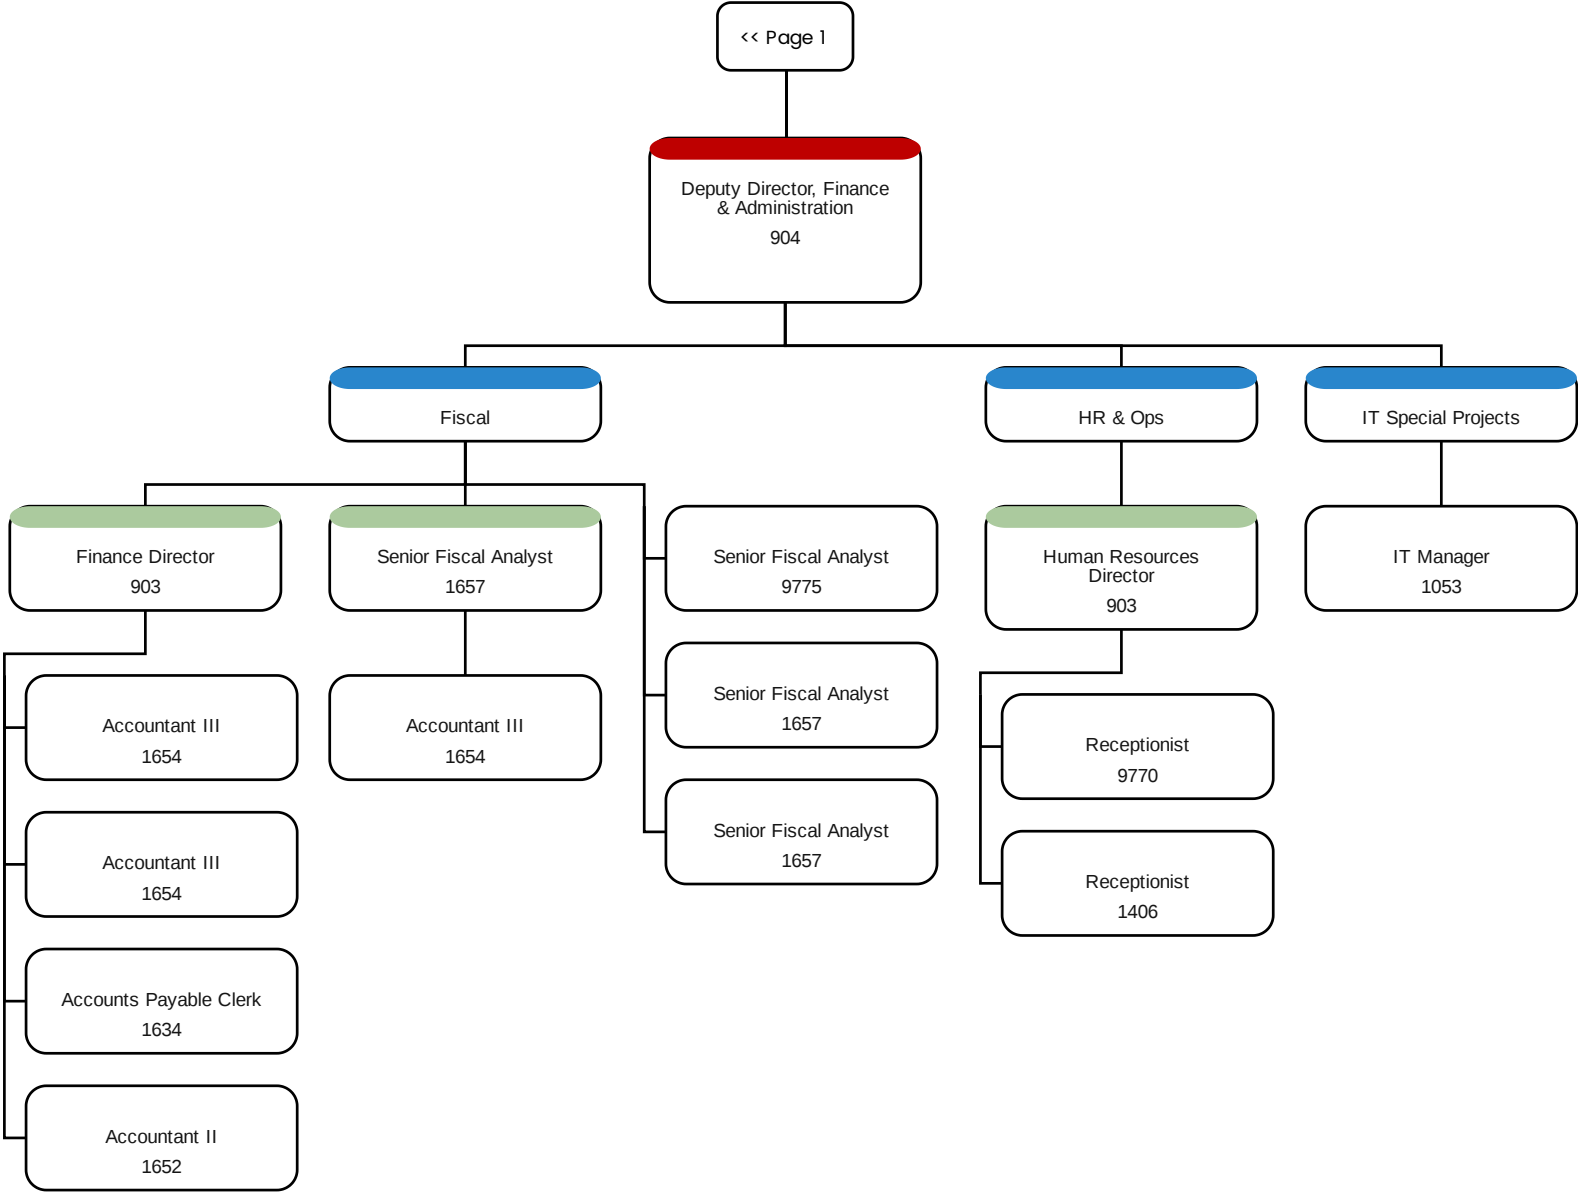 << Page 1
Deputy Director, Finance
& Administration
904
Fiscal
HR & Ops
IT Special Projects
Finance Director
903
Senior Fiscal Analyst
1657
Senior Fiscal Analyst
9775
Human Resources
Director
903
IT Manager
1053
Accountant III
1654
Accountant III
1654
Senior Fiscal Analyst
1657
Receptionist
9770
Accountant III
1654
Senior Fiscal Analyst
1657
Receptionist
1406
Accounts Payable Clerk
1634
Accountant II
1652